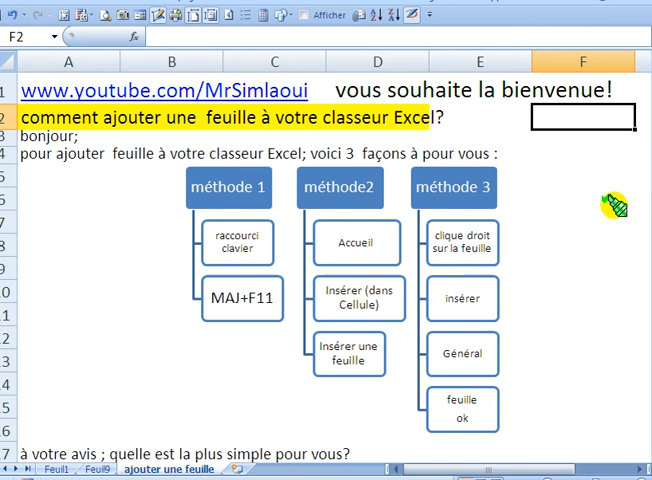 Afficher
F2
fx
A B C D E F
1 www.youtube.com/MrSimlaoui vous souhaite la bienvenue!
2 comment ajouter une feuille à votre classeur Excel?
3 bonjour;
4 pour ajouter feuille à votre classeur Excel; voici 3 façons à pour vous :
5
6
7
8
9
10
11
12
13
14
15
16
méthode 1
raccourci
clavier
MAJ+F11
méthode2
Accueil
Insérer (dans
Cellule)
Insérer une
feuille
méthode 3
clique droit
sur la feuille
insérer
Général
feuille
ok
17 à votre avis ; quelle est la plus simple pour vous?
Feuil1 Feuil9 ajouter une feuille